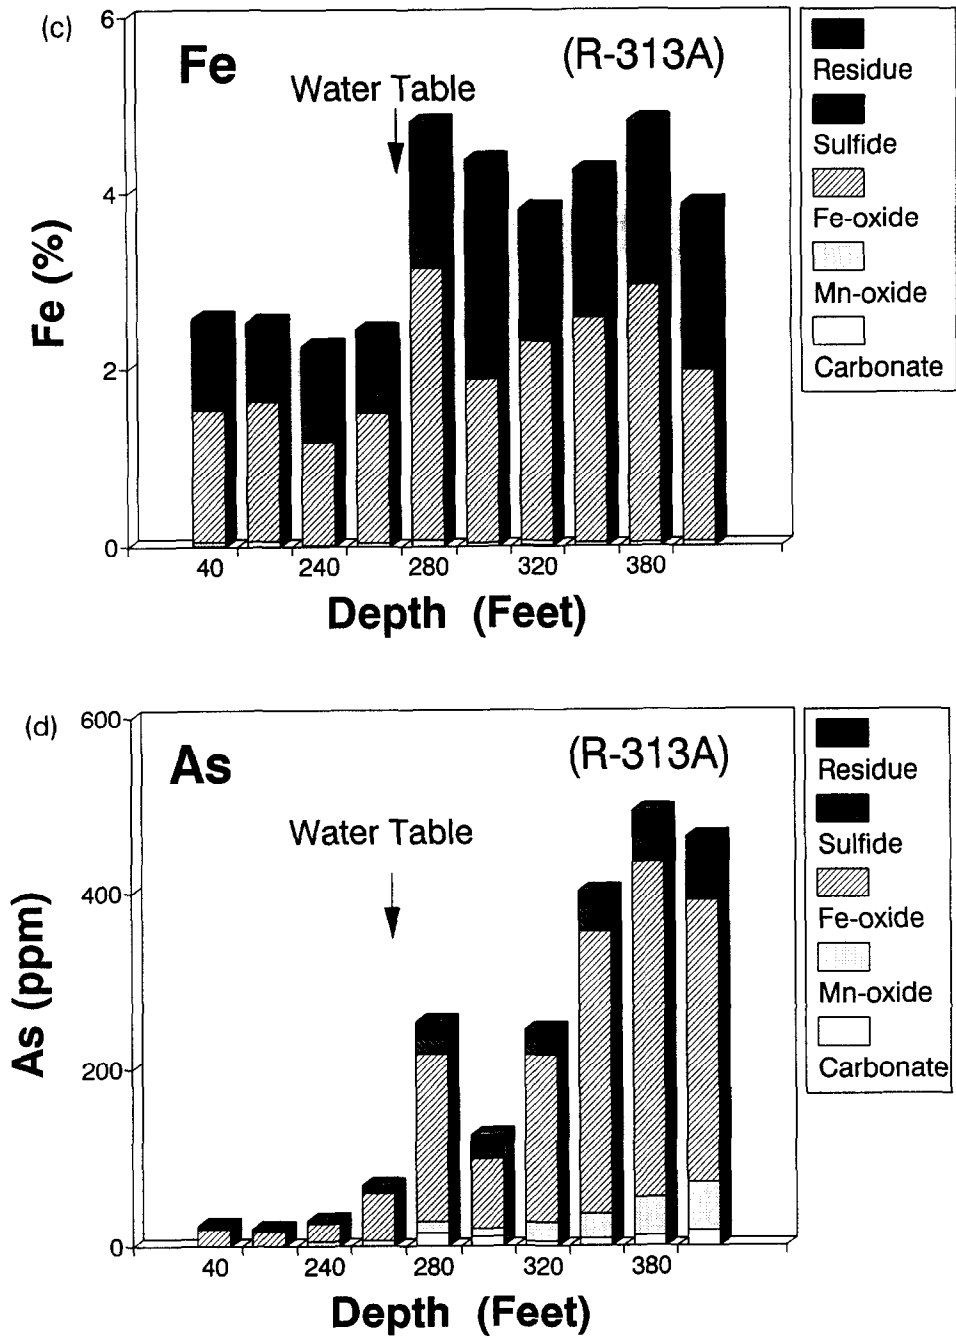 (c)
6
Fe
(R-313A)
Water Table
4
2
0
Fe (%)
40
240
280
320
380
Depth (Feet)
Residue
Sulfide
Fe-oxide
Mn-oxide
Carbonate
(d)
600
As
(R-313A)
Water Table
400
200
0
As (ppm)
40
240
280
320
380
Depth (Feet)
Residue
Sulfide
Fe-oxide
Mn-oxide
Carbonate